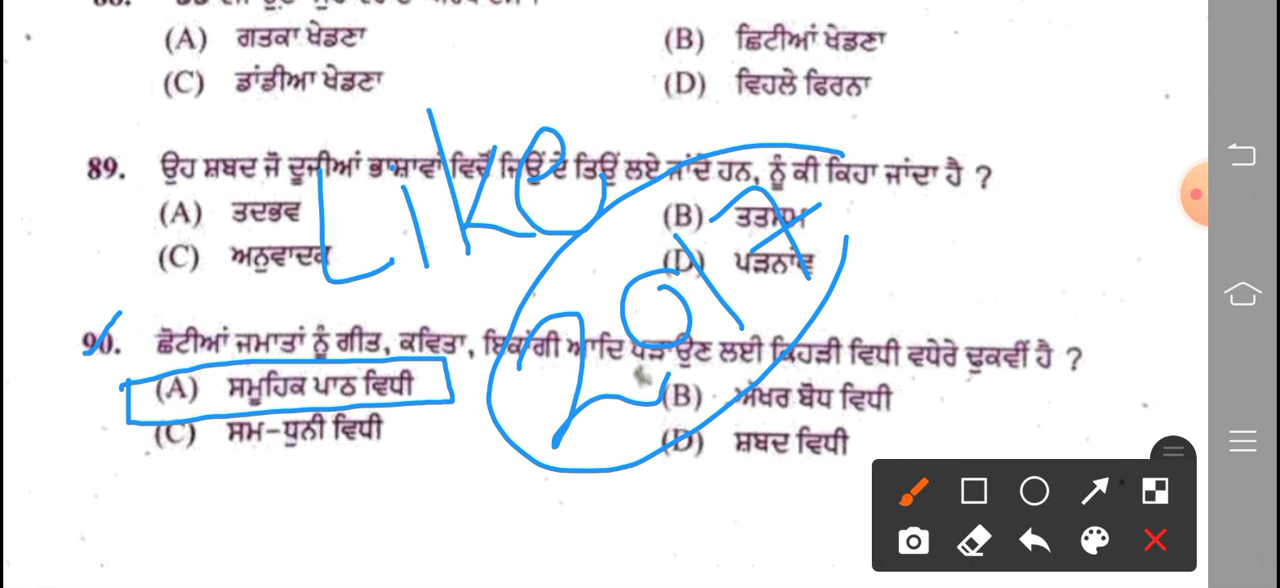 (A) ਗਤਕਾ ਖੇਡਣਾ
(B) ਛਿਟੀਆਂ ਖੇਡਣਾ
(C) ਡਾਂਡੀਆ ਖੇਡਣਾ
(D) ਵਿਹਲੇ ਫਿਰਨਾ
89. ਉਹ ਸ਼ਬਦ ਜੋ ਦੂਜੀਆਂ ਭਾਸ਼ਾਵਾਂ ਵਿਚੋਂ ਜਿਉਂ ਦੇ ਤਿਉਂ ਲਏ ਜਾਂਦੇ ਹਨ, ਨੂੰ ਕੀ ਕਿਹਾ ਜਾਂਦਾ ਹੈ ?
(A) ਤਦਭਵ
(B) ਤਤਸਮ
(C) ਅਨੁਵਾਦਕ
(D) ਪੜਨਾਂਵ
Like
2017
90. ਛੋਟੀਆਂ ਜਮਾਤਾਂ ਨੂੰ ਗੀਤ, ਕਵਿਤਾ, ਇਕਾਂਗੀ ਆਦਿ ਪੜਾਉਣ ਲਈ ਕਿਹੜੀ ਵਿਧੀ ਵਧੇਰੇ ਢੁਕਵੀਂ ਹੈ ?
(A) ਸਮੂਹਿਕ ਪਾਠ ਵਿਧੀ
(B) ਅੱਖਰ ਬੋਧ ਵਿਧੀ
(C) ਸਮ-ਧੁਨੀ ਵਿਧੀ
(D) ਸ਼ਬਦ ਵਿਧੀ